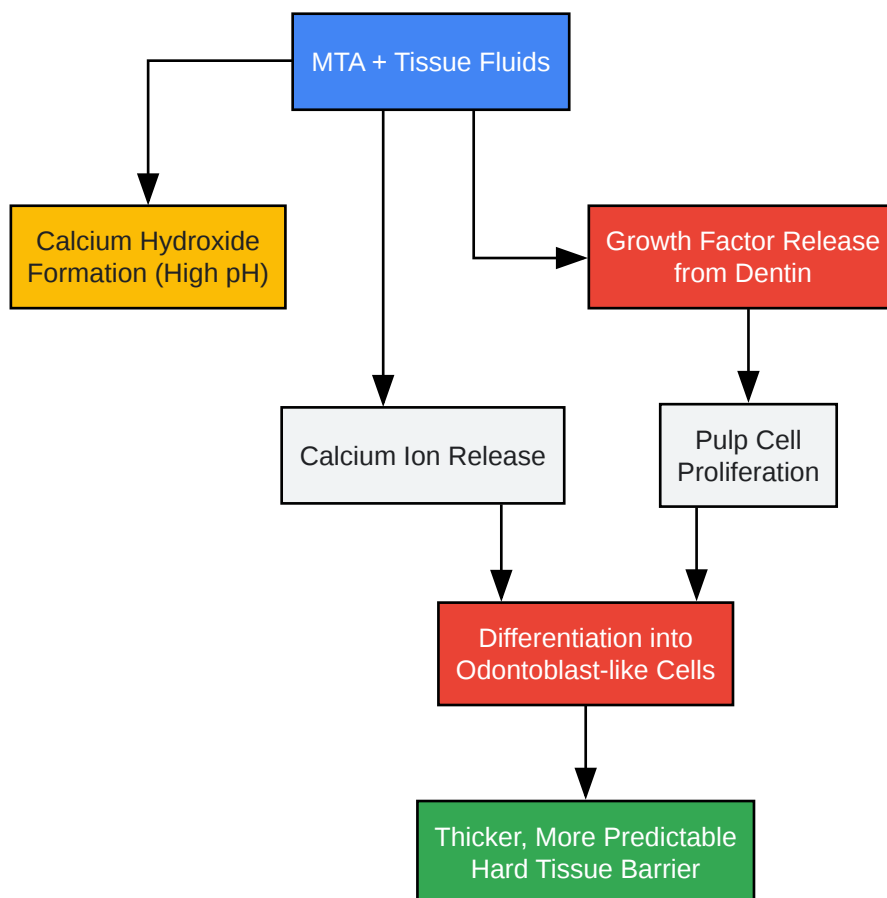 MTA + Tissue Fluids
Calcium Hydroxide
Formation (High pH)
Growth Factor Release
from Dentin
Calcium Ion Release
Pulp Cell
Proliferation
Differentiation into
Odontoblast-like Cells
Thicker, More Predictable
Hard Tissue Barrier